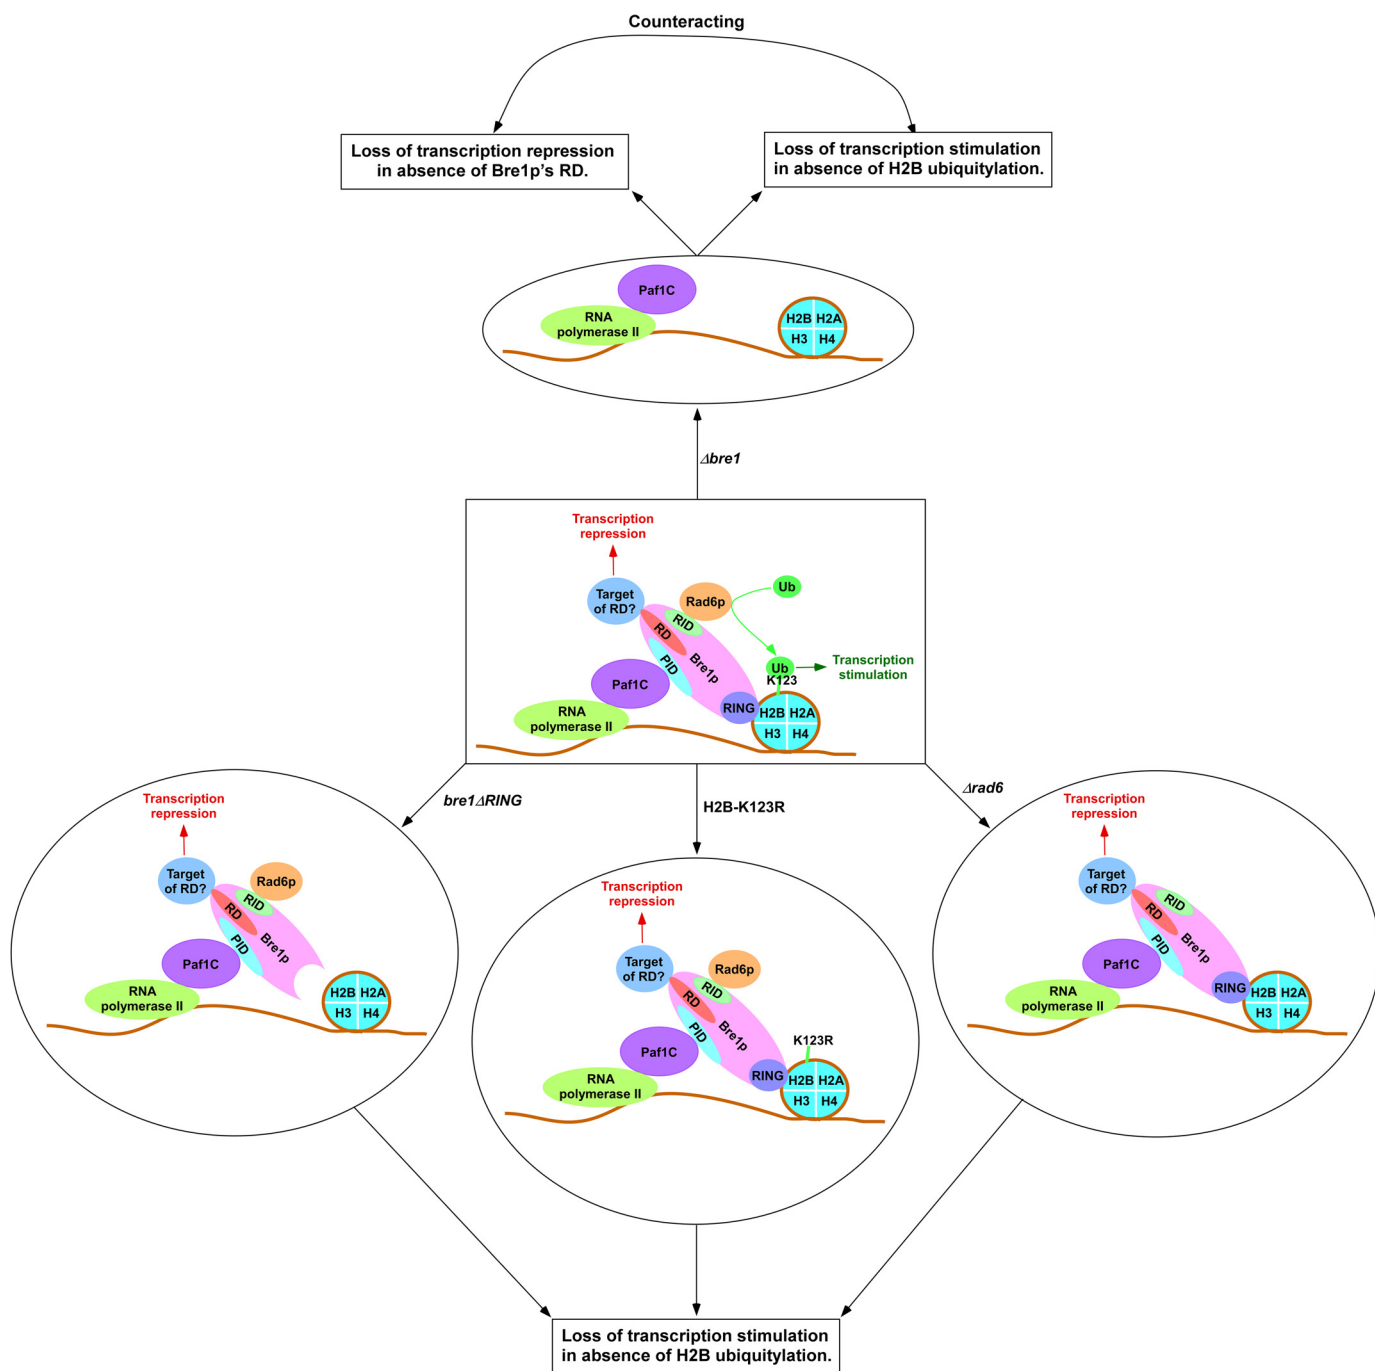 Counteracting
Loss of transcription repression
in absence of Bre1p's RD.
Loss of transcription stimulation
in absence of H2B ubiquitylation.
Paf1C
RNA
polymerase II
H2B H2A
H3 H4
Δbre1
Transcription
repression
Target
of RD?
Rad6p
Ub
RID
RD
PID
Bre1p
Ub
K123
Transcription
stimulation
Paf1C
RING
H2B H2A
H3 H4
RNA
polymerase II
bre1ΔRING
H2B-K123R
Δrad6
Transcription
repression
Target
of RD?
Rad6p
RID
RD
PID
Bre1p
Paf1C
RNA
polymerase II
H2B H2A
H3 H4
Transcription
repression
Target
of RD?
Rad6p
RID
RD
PID
Bre1p
Paf1C
K123R
RING
H2B H2A
H3 H4
RNA
polymerase II
Transcription
repression
Target
of RD?
RID
RD
PID
Bre1p
Paf1C
RING
H2B H2A
H3 H4
RNA
polymerase II
Loss of transcription stimulation
in absence of H2B ubiquitylation.